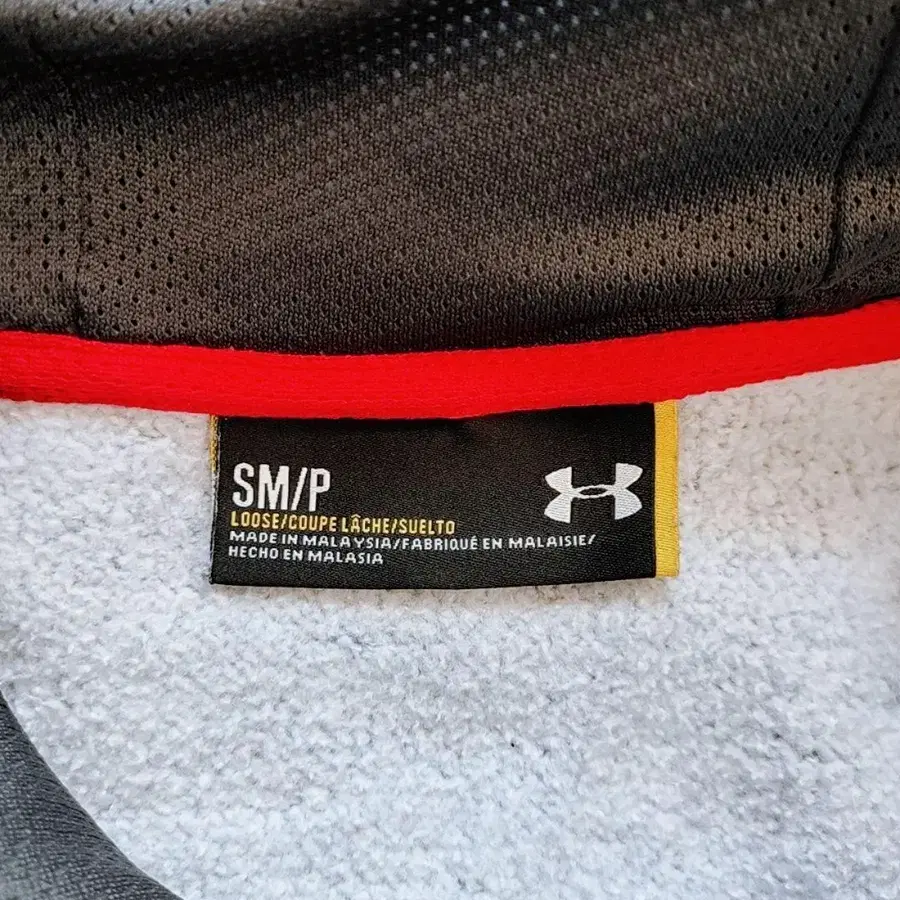 SM/P
LOOSE/COUPE LÂCHE/SUELTO
MADE IN MALAYSIA/FABRIQUÉ EN MALAISIE/
HECHO EN MALASIA